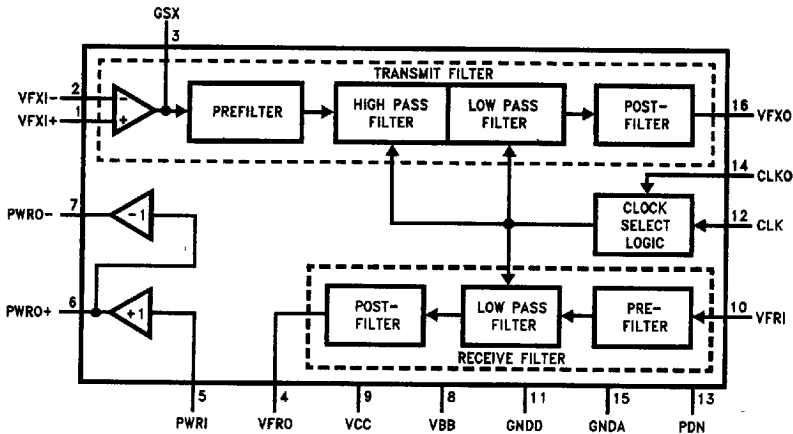 GSX
3
TRANSMIT FILTER
VFXI- 2
VFXI+ 1
-
+
PREFILTER
HIGH PASS
FILTER
LOW PASS
FILTER
POST-
FILTER
16 VFXO
14 CLKO
PWRO- 7
-1
CLOCK
SELECT
LOGIC
12 CLK
PWRO+ 6
+1
POST-
FILTER
LOW PASS
FILTER
PRE-
FILTER
10 VFRI
RECEIVE FILTER
5 4 9 8 11 15 13
PWRI VFRO VCC VBB GNDD GNDA PDN